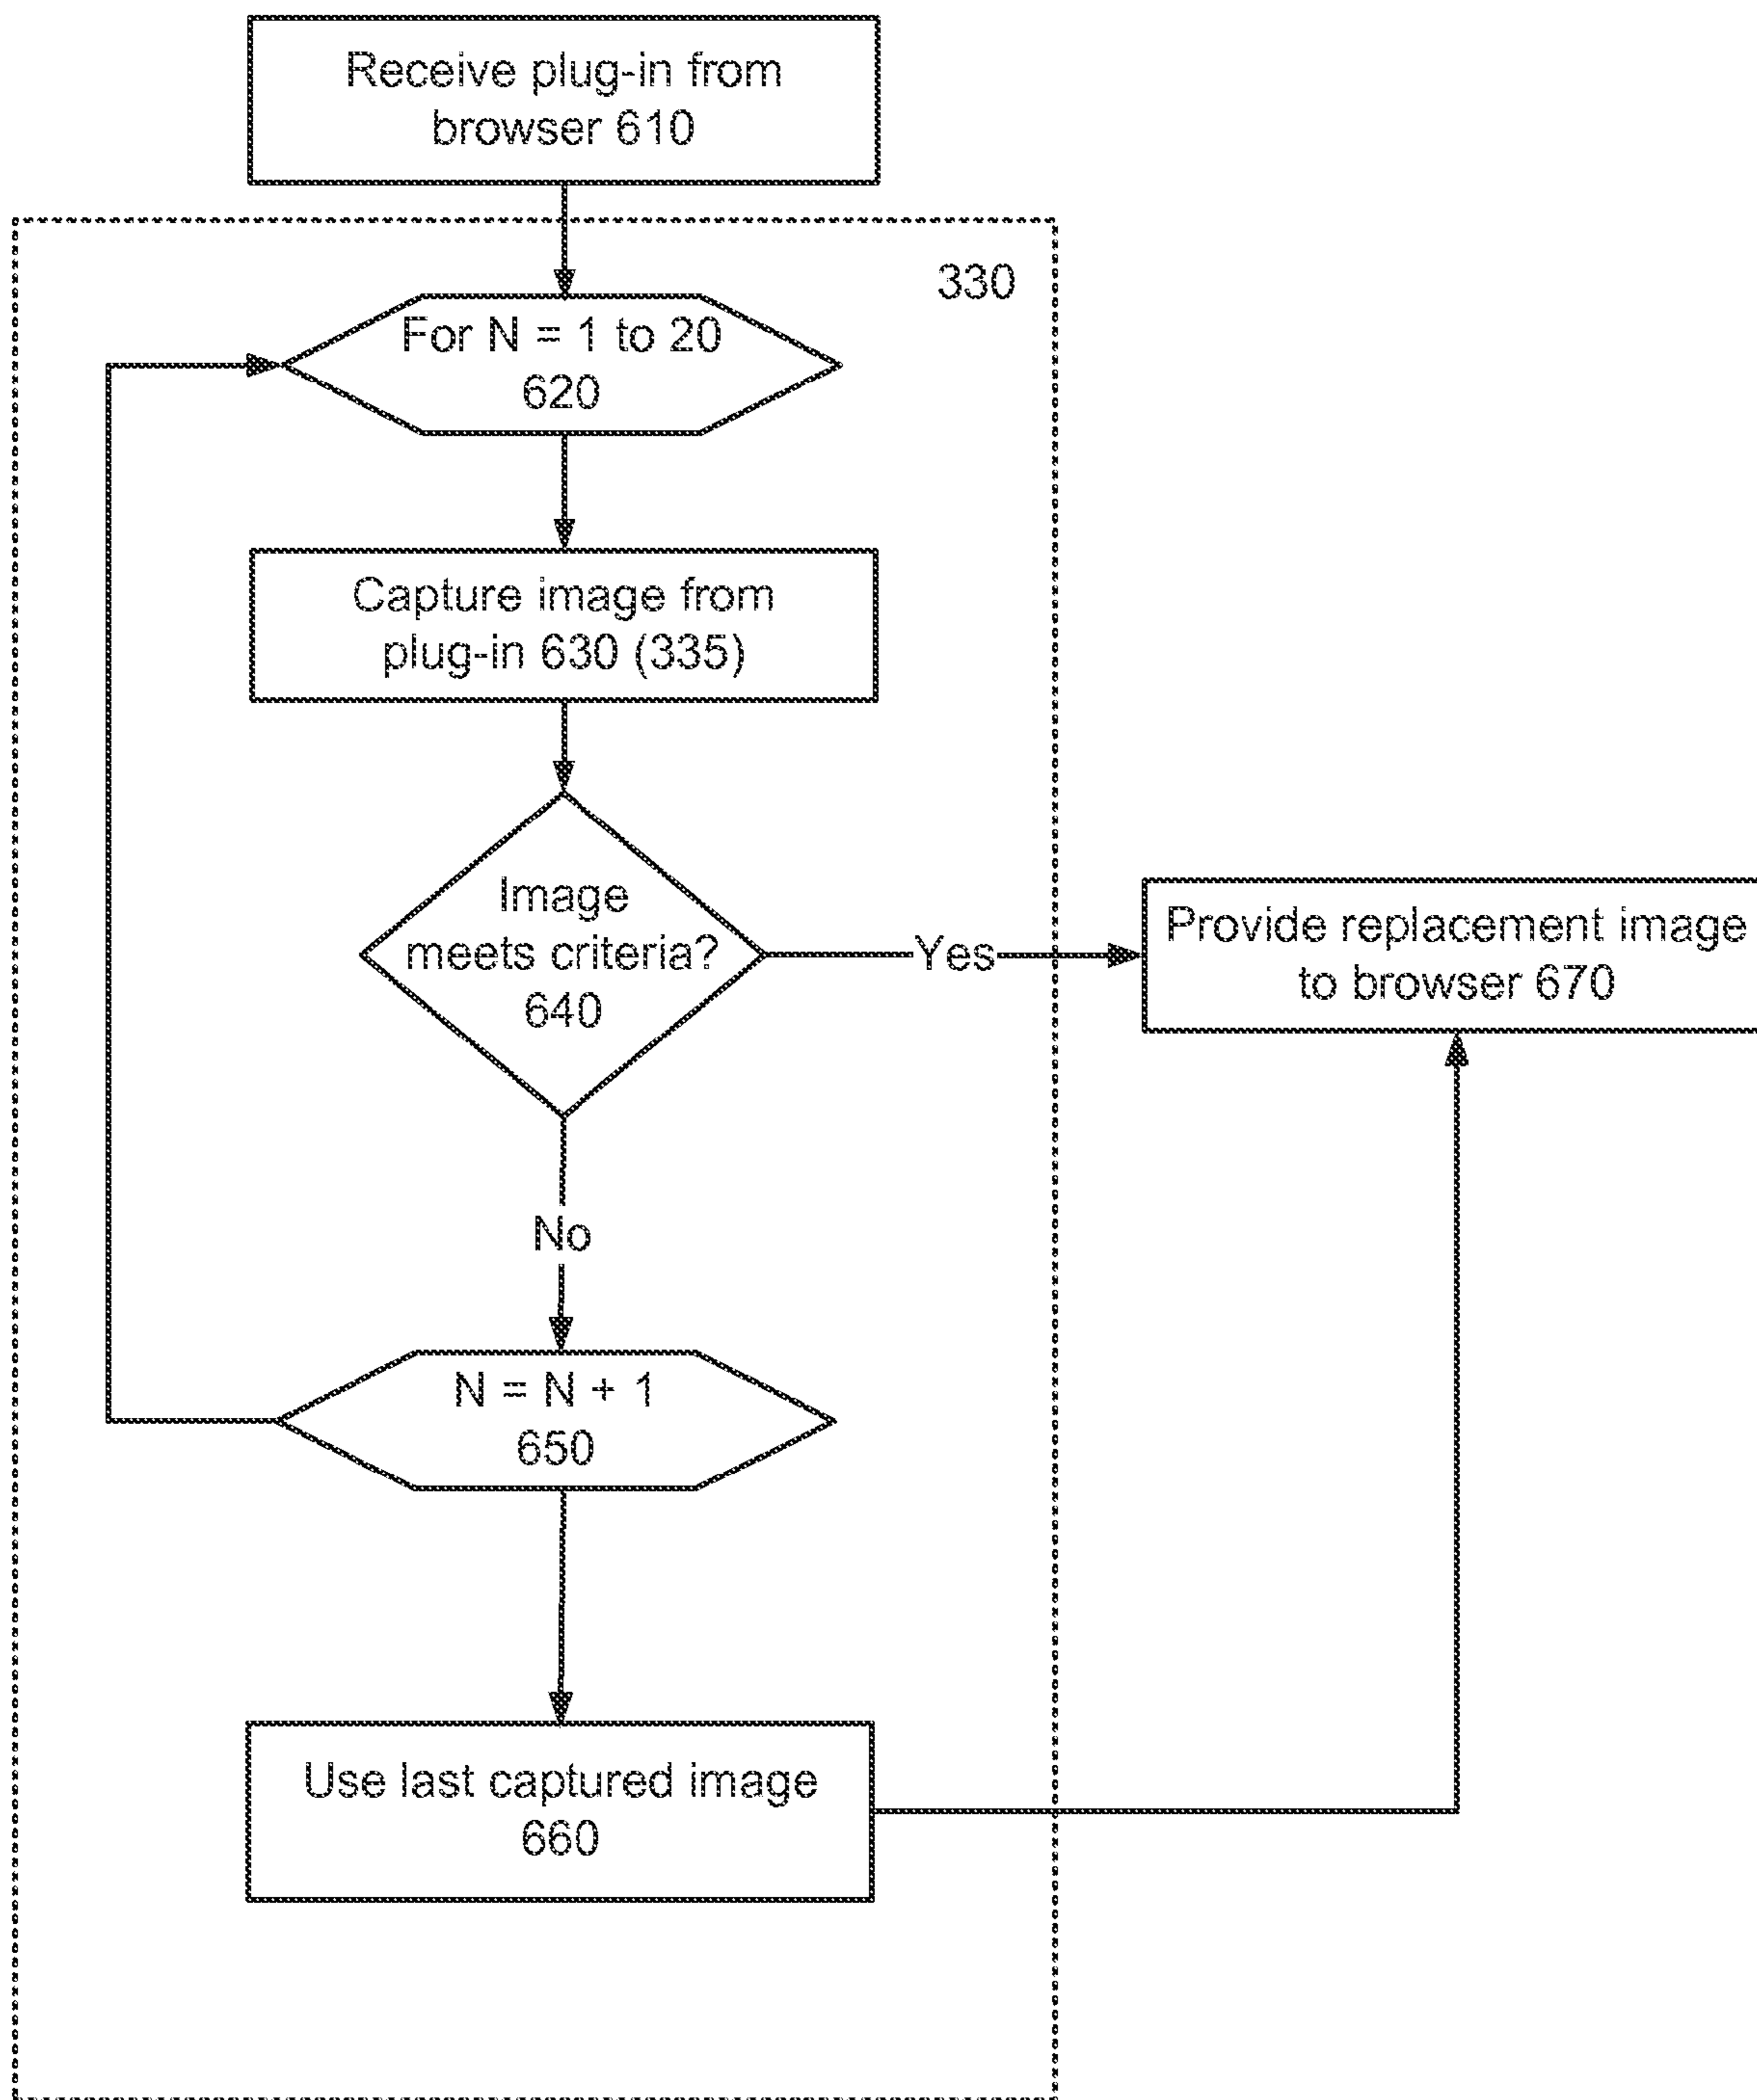 Receive plug-in from
browser 610
330
For N = 1 to 20
620
Capture image from
plug-in 630 (335)
Image
meets criteria?
640
Yes
Provide replacement image
to browser 670
No
N = N + 1
650
Use last captured image
660